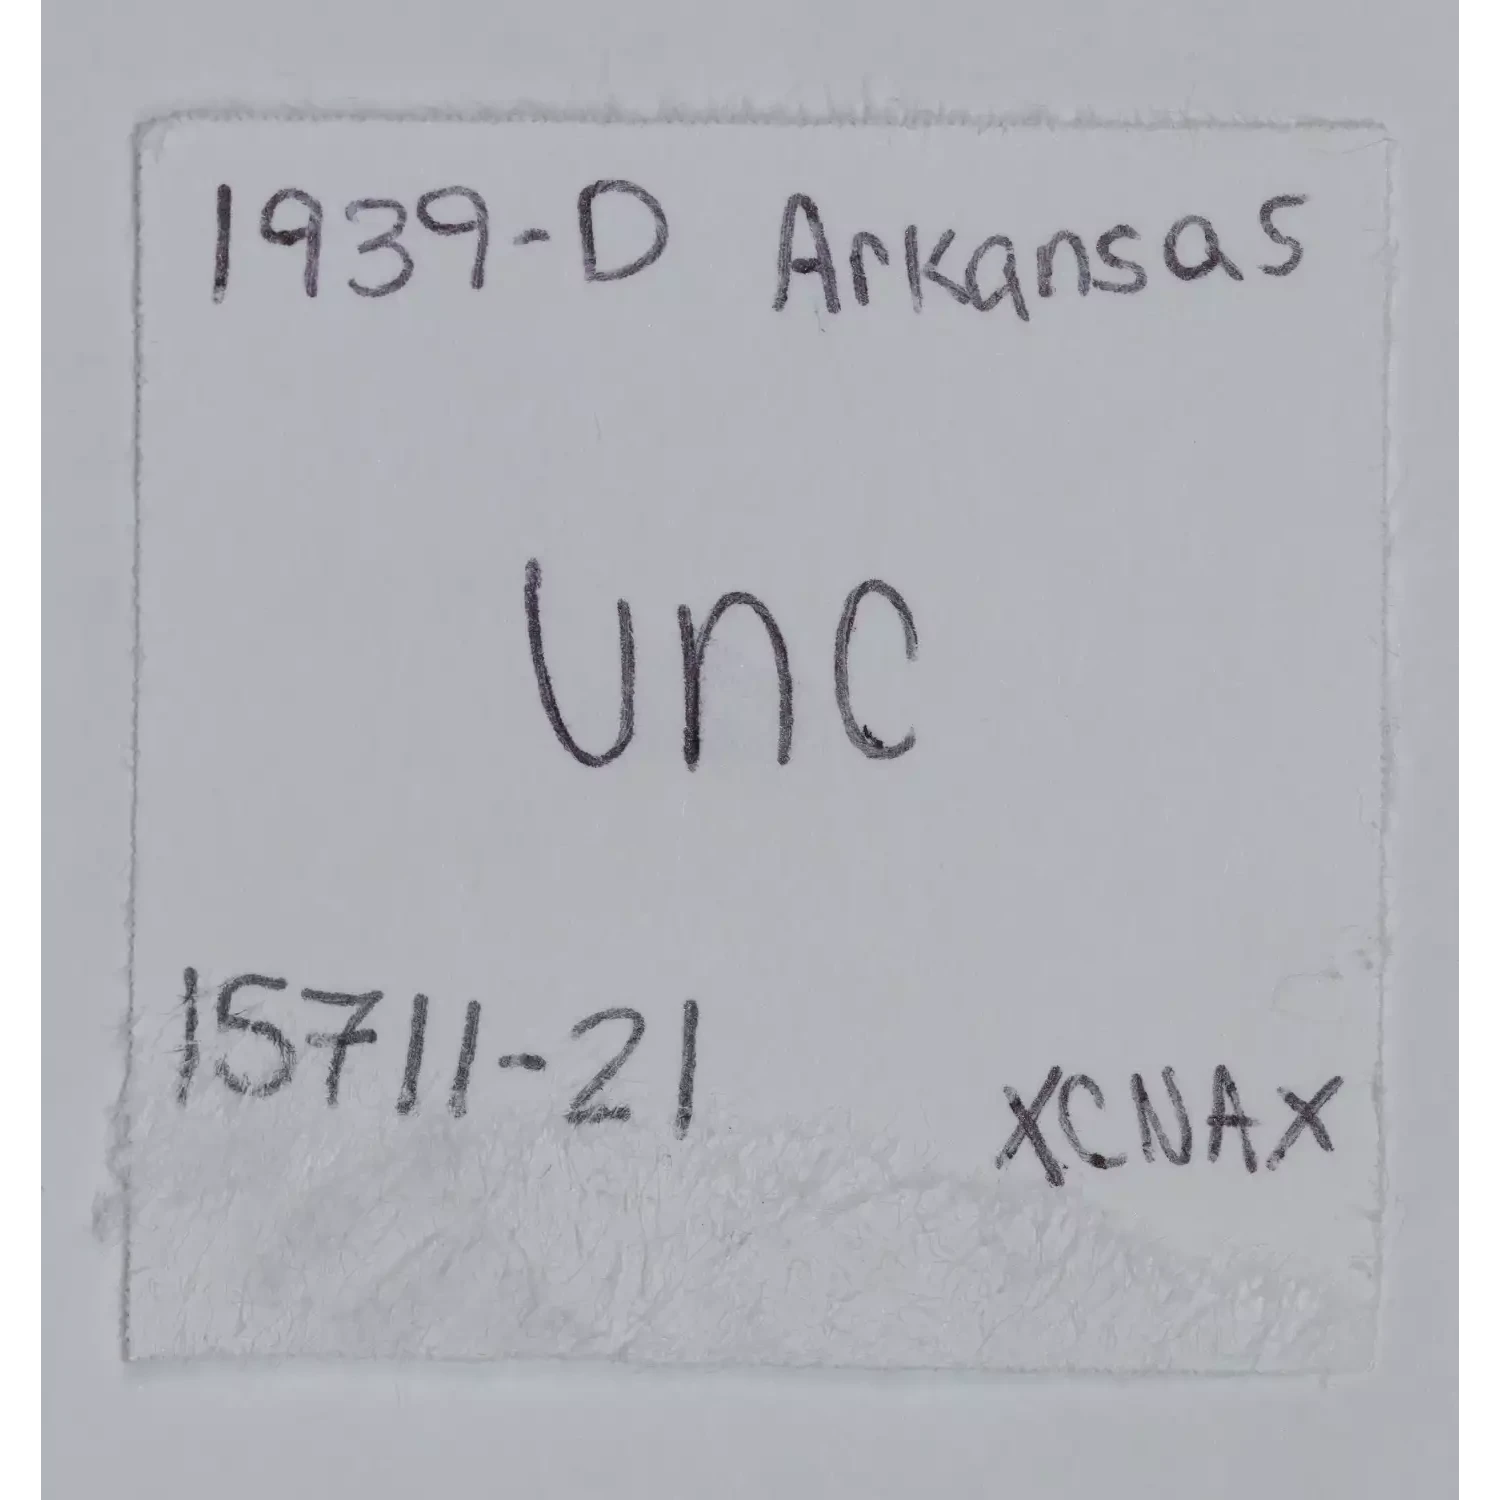 1939-D Arkansas
Unc
15711-21
XCNAX